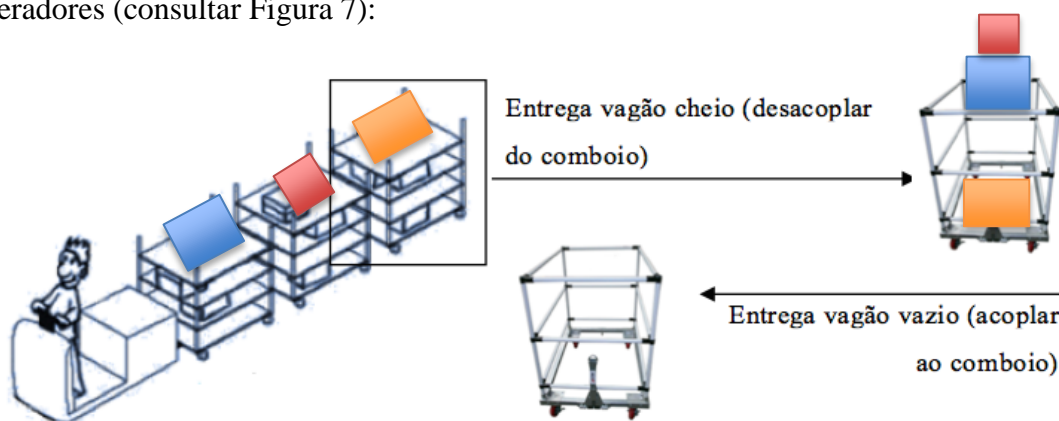 eradores (consultar Figura 7):
Entrega vagão cheio (desacoplar
do comboio)
Entrega vagão vazio (acoplar
ao comboio)